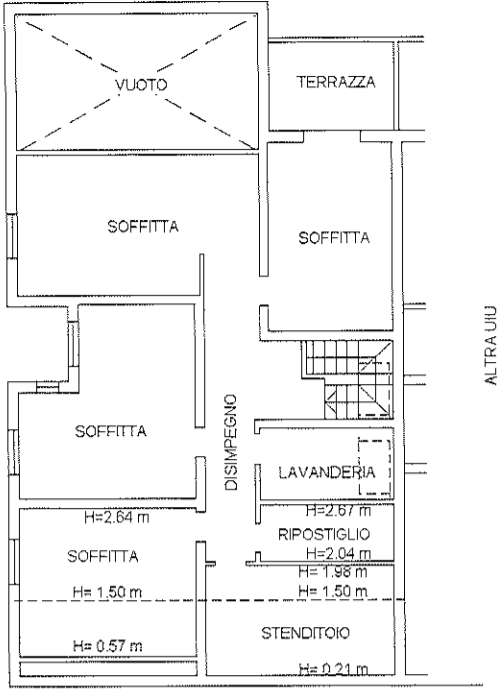 VUOTO
TERRAZZA
SOFFITTA
SOFFITTA
ALTRA UIU
DISIMPEGNO
SOFFITTA
LAVANDERIA
H=2.64 m
H=2.67 m
RIPOSTIGLIO
SOFFITTA
H=2.04 m
H= 1.98 m
H= 1.50 m
H= 1.50 m
STENDITOIO
H= 0.57 m
H= 0.21 m